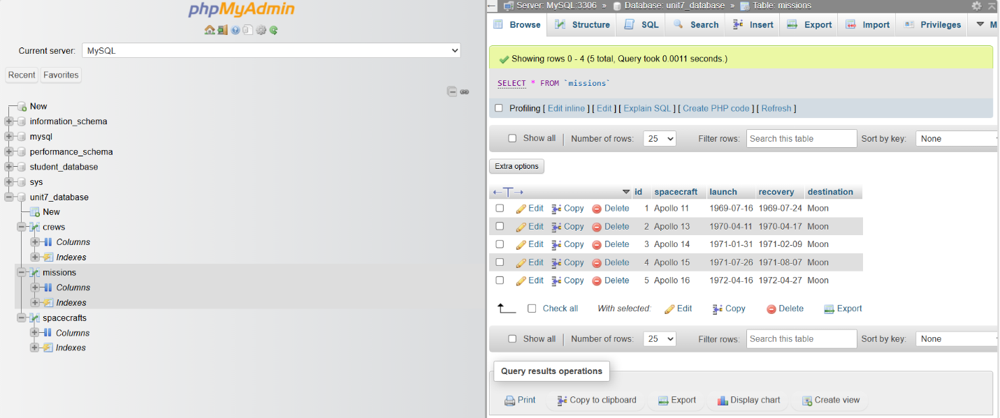 phpMyAdmin
Current server: MySQL
Recent Favorites
New
information_schema
mysql
performance_schema
student_database
sys
unit7_database
New
crews
Columns
Indexes
missions
Columns
Indexes
spacecrafts
Columns
Indexes
Server: MySQL:3306 » Database: unit7_database » Table: missions
Browse Structure SQL Search Insert Export Import Privileges M
Showing rows 0 - 4 (5 total, Query took 0.0011 seconds.)
SELECT * FROM `missions`
Profiling [ Edit inline ] [ Edit ] [ Explain SQL ] [ Create PHP code ] [ Refresh ]
Show all Number of rows: 25 Filter rows: Search this table Sort by key: None
Extra options
←T→ id spacecraft launch recovery destination
Edit Copy Delete 1 Apollo 11 1969-07-16 1969-07-24 Moon
Edit Copy Delete 2 Apollo 13 1970-04-11 1970-04-17 Moon
Edit Copy Delete 3 Apollo 14 1971-01-31 1971-02-09 Moon
Edit Copy Delete 4 Apollo 15 1971-07-26 1971-08-07 Moon
Edit Copy Delete 5 Apollo 16 1972-04-16 1972-04-27 Moon
Check all With selected: Edit Copy Delete Export
Show all Number of rows: 25 Filter rows: Search this table Sort by key: None
Query results operations
Print Copy to clipboard Export Display chart Create view